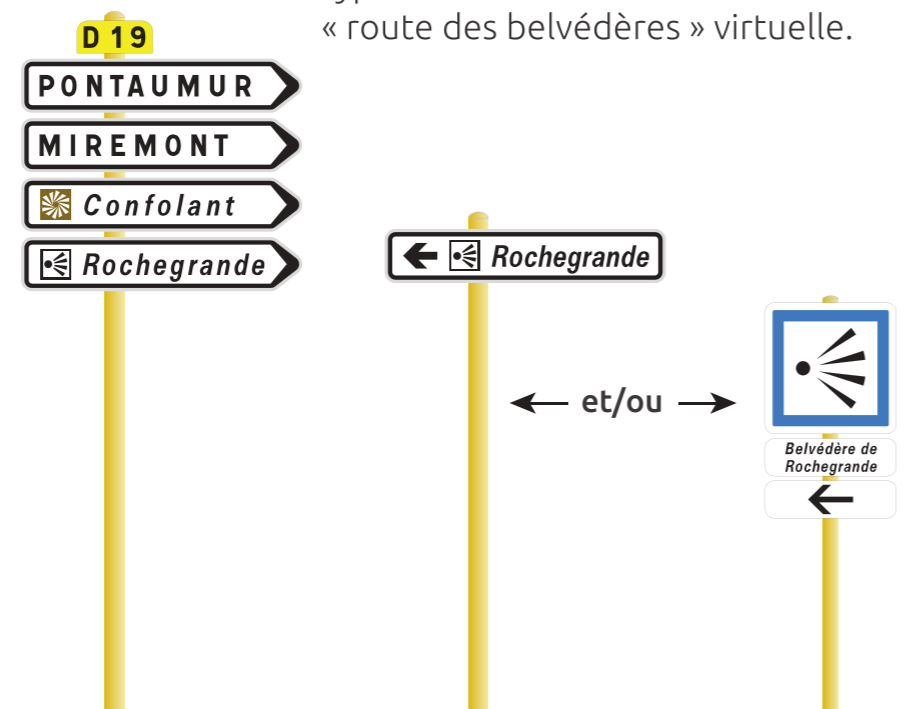 « route des belvédères » virtuelle.
D 19
PONTAUMUR
MIREMONT
Confolant
Rochegrande
Rochegrande
et/ou
Belvédère de
Rochegrande